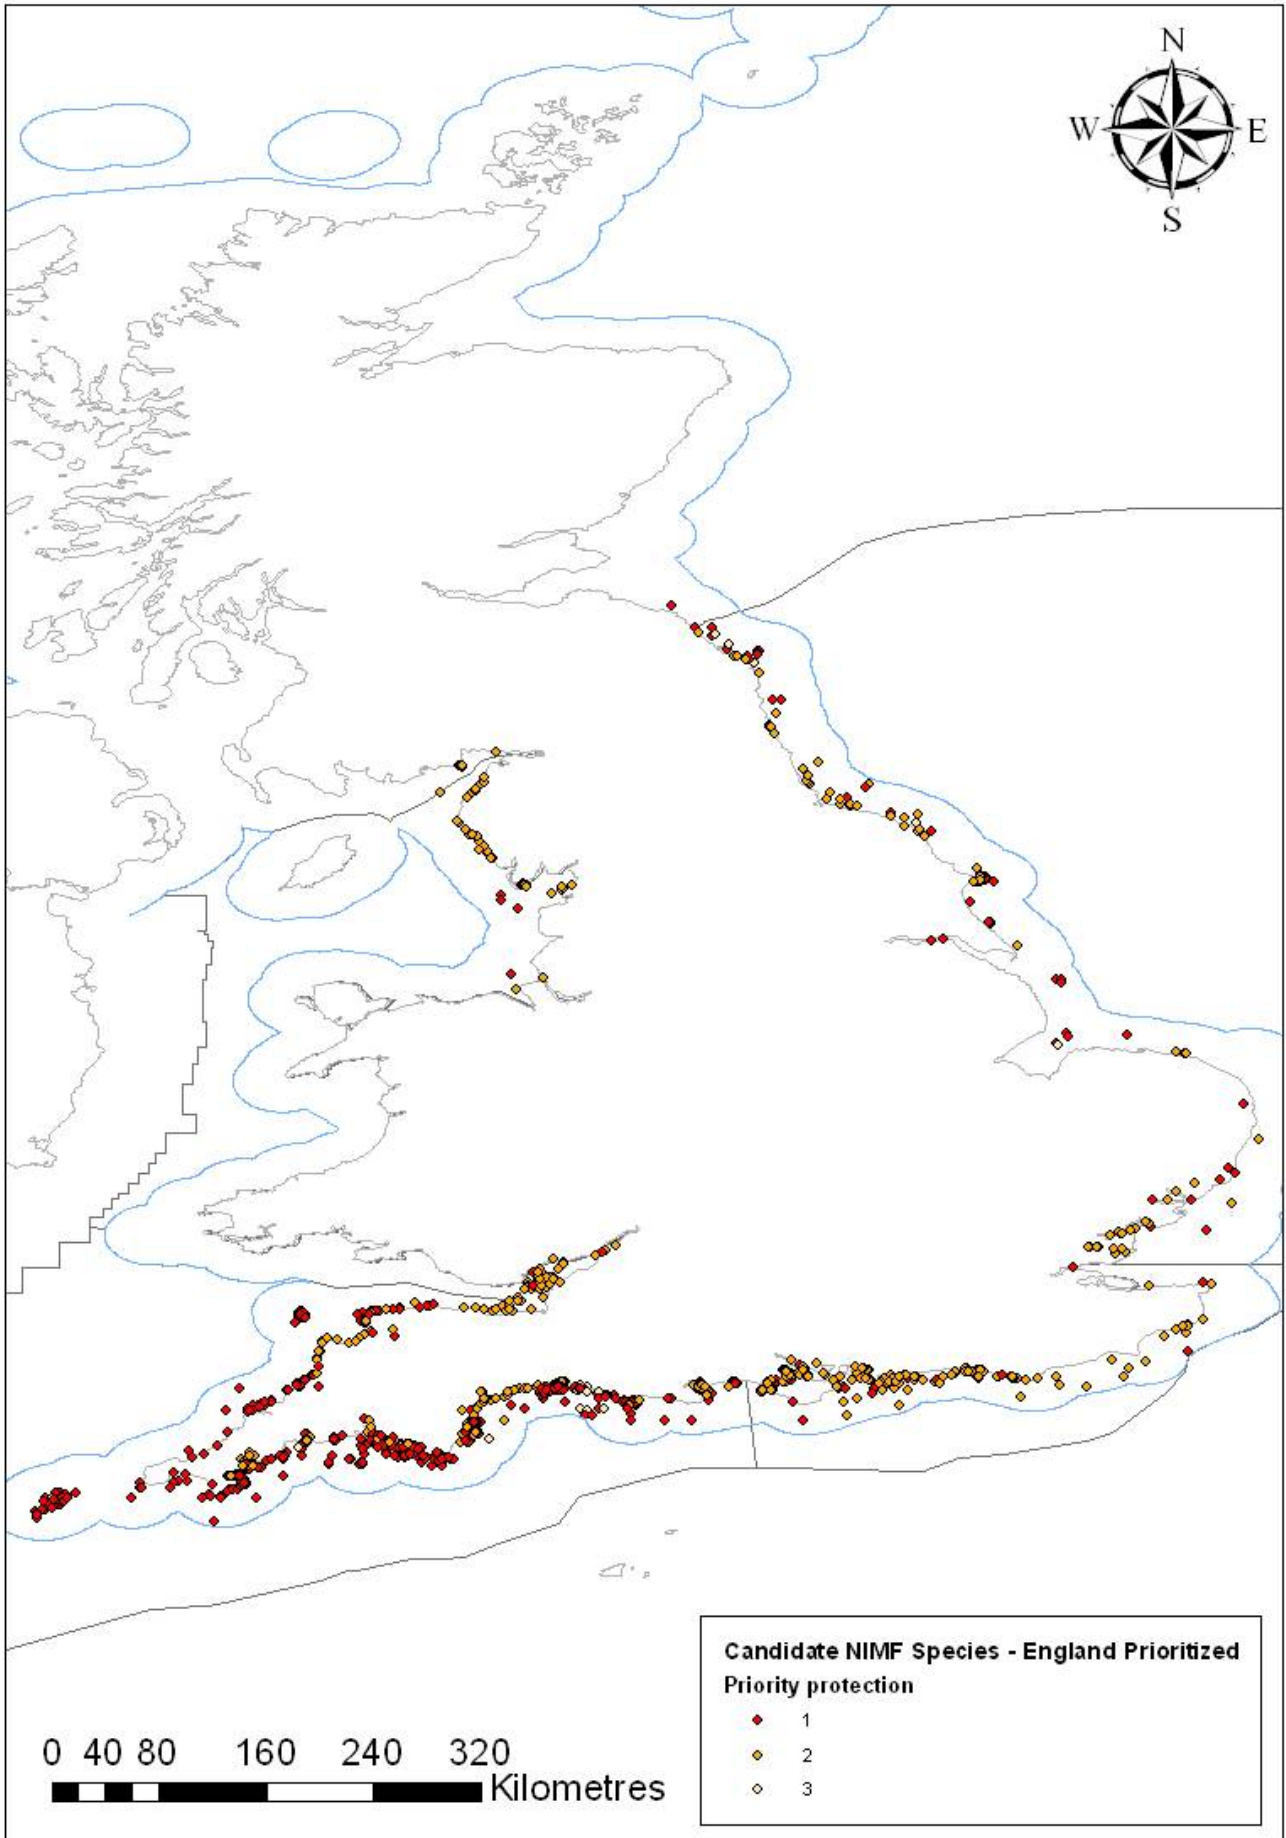 N
W E
S
Candidate NIMF Species - England Prioritized
Priority protection
1
2
3
0 40 80 160 240 320
Kilometres